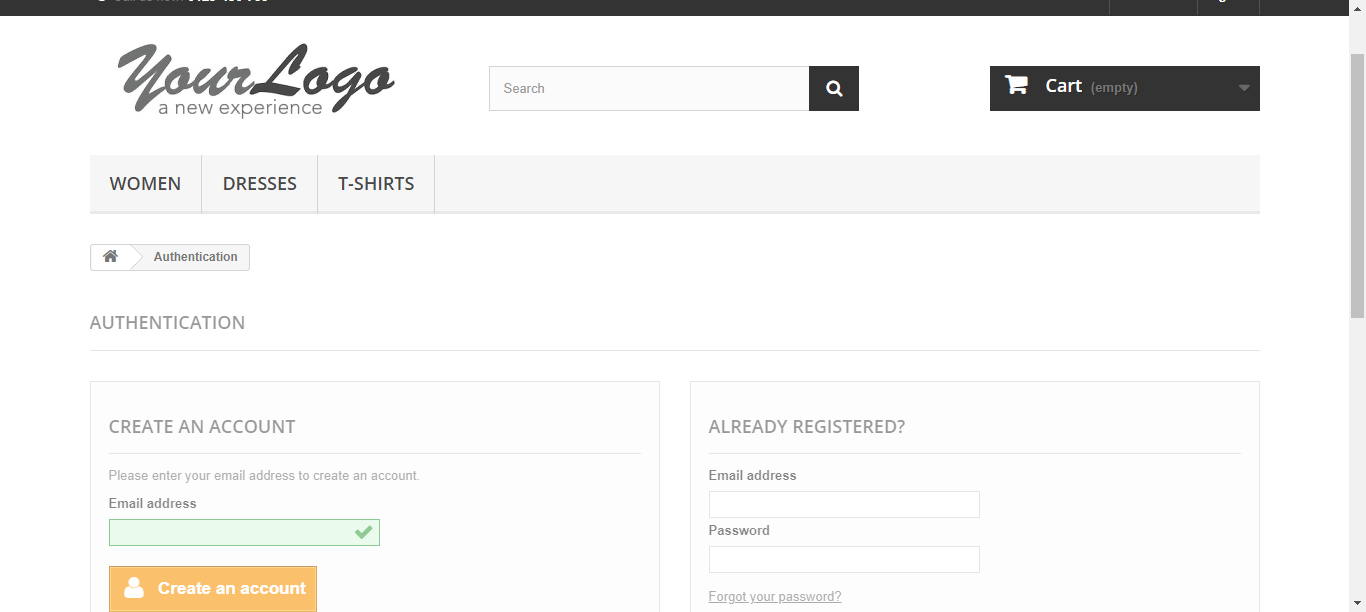 YourLogo
a new experience
Search
Cart (empty)
WOMEN DRESSES T-SHIRTS
Authentication
AUTHENTICATION
CREATE AN ACCOUNT
Please enter your email address to create an account.
Email address
Create an account
ALREADY REGISTERED?
Email address
Password
Forgot your password?